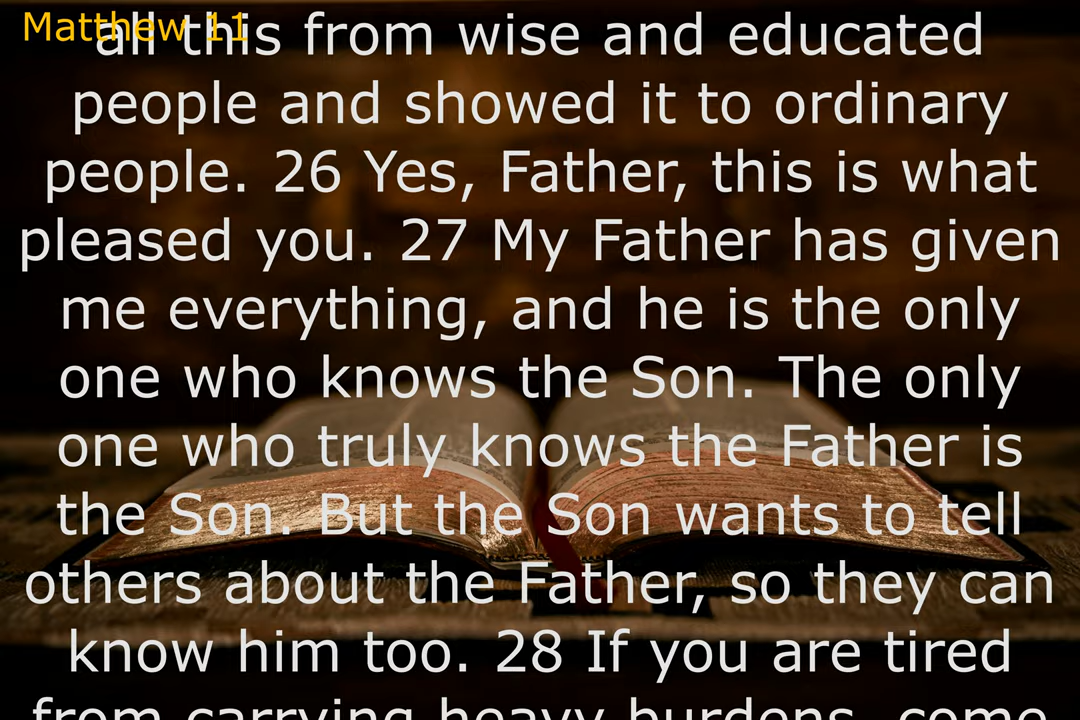 Matthew 11
all this from wise and educated
people and showed it to ordinary
people. 26 Yes, Father, this is what
pleased you. 27 My Father has given
me everything, and he is the only
one who knows the Son. The only
one who truly knows the Father is
the Son. But the Son wants to tell
others about the Father, so they can
know him too. 28 If you are tired
from carrying heavy burdens, come